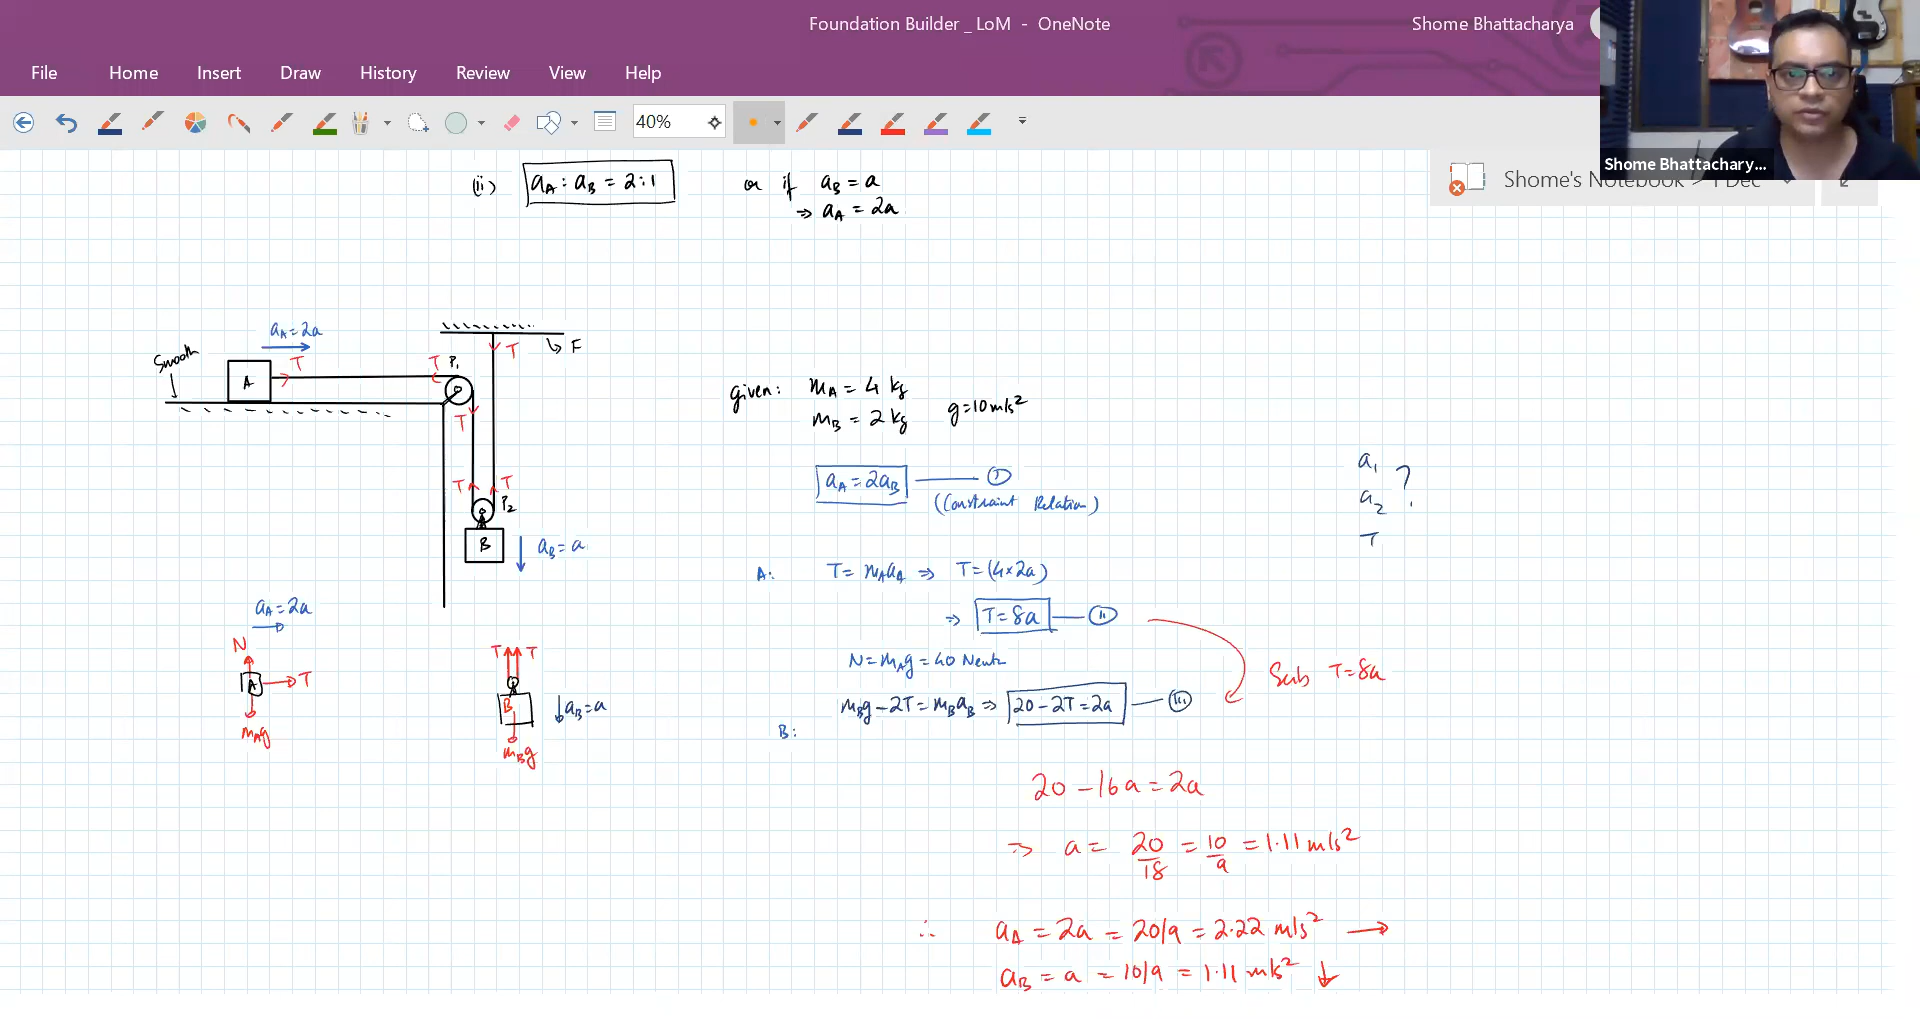 Foundation Builder _ LoM - OneNote
Shome Bhattacharya
File Home Insert Draw History Review View Help
40%
Shome Bhattachary...
Shome's Notebook > 1 Dec
(ii) aA : aB = 2:1 or if aB = a
⇒ aA = 2a
aA = 2a
Smooth
A
T
T
P1
T
F
T
given: mA = 4 kg
mB = 2 kg g = 10 m/s²
T
T
P2
B
aB = a
aA = 2aB ——— I
(Constraint Relation)
a1
a2 ?
T
A: T = mAaA ⇒ T = (4×2a)
⇒ T = 8a — II
N = mAg = 40 Newtn
B: mBg – 2T = mBaB ⇒ 20 – 2T = 2a — III
Sub T = 8a
aA = 2a
N
A
T
mAg
T T
B
aB = a
mBg
20 – 16a = 2a
⇒ a = 20/18 = 10/9 = 1.11 m/s²
∴ aA = 2a = 20/9 = 2.22 m/s² →
aB = a = 10/9 = 1.11 m/s² ↓